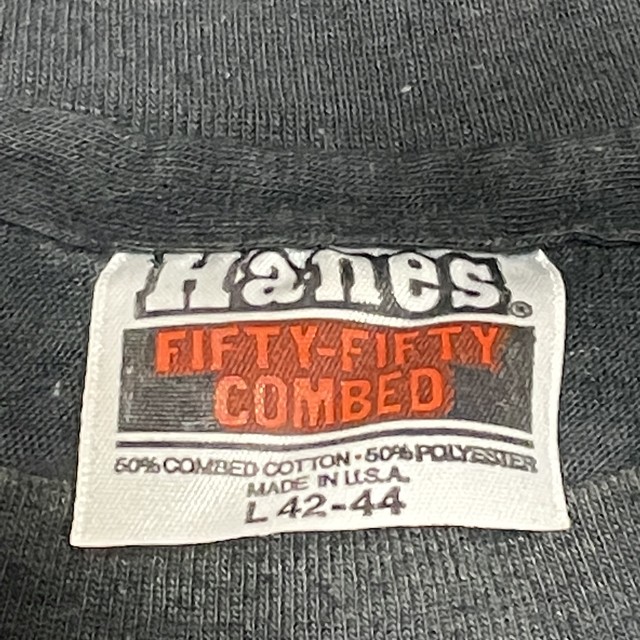 Hanes®
FIFTY-FIFTY
COMBED
50% COMBED COTTON • 50% POLYESTER
MADE IN U.S.A.
L 42-44